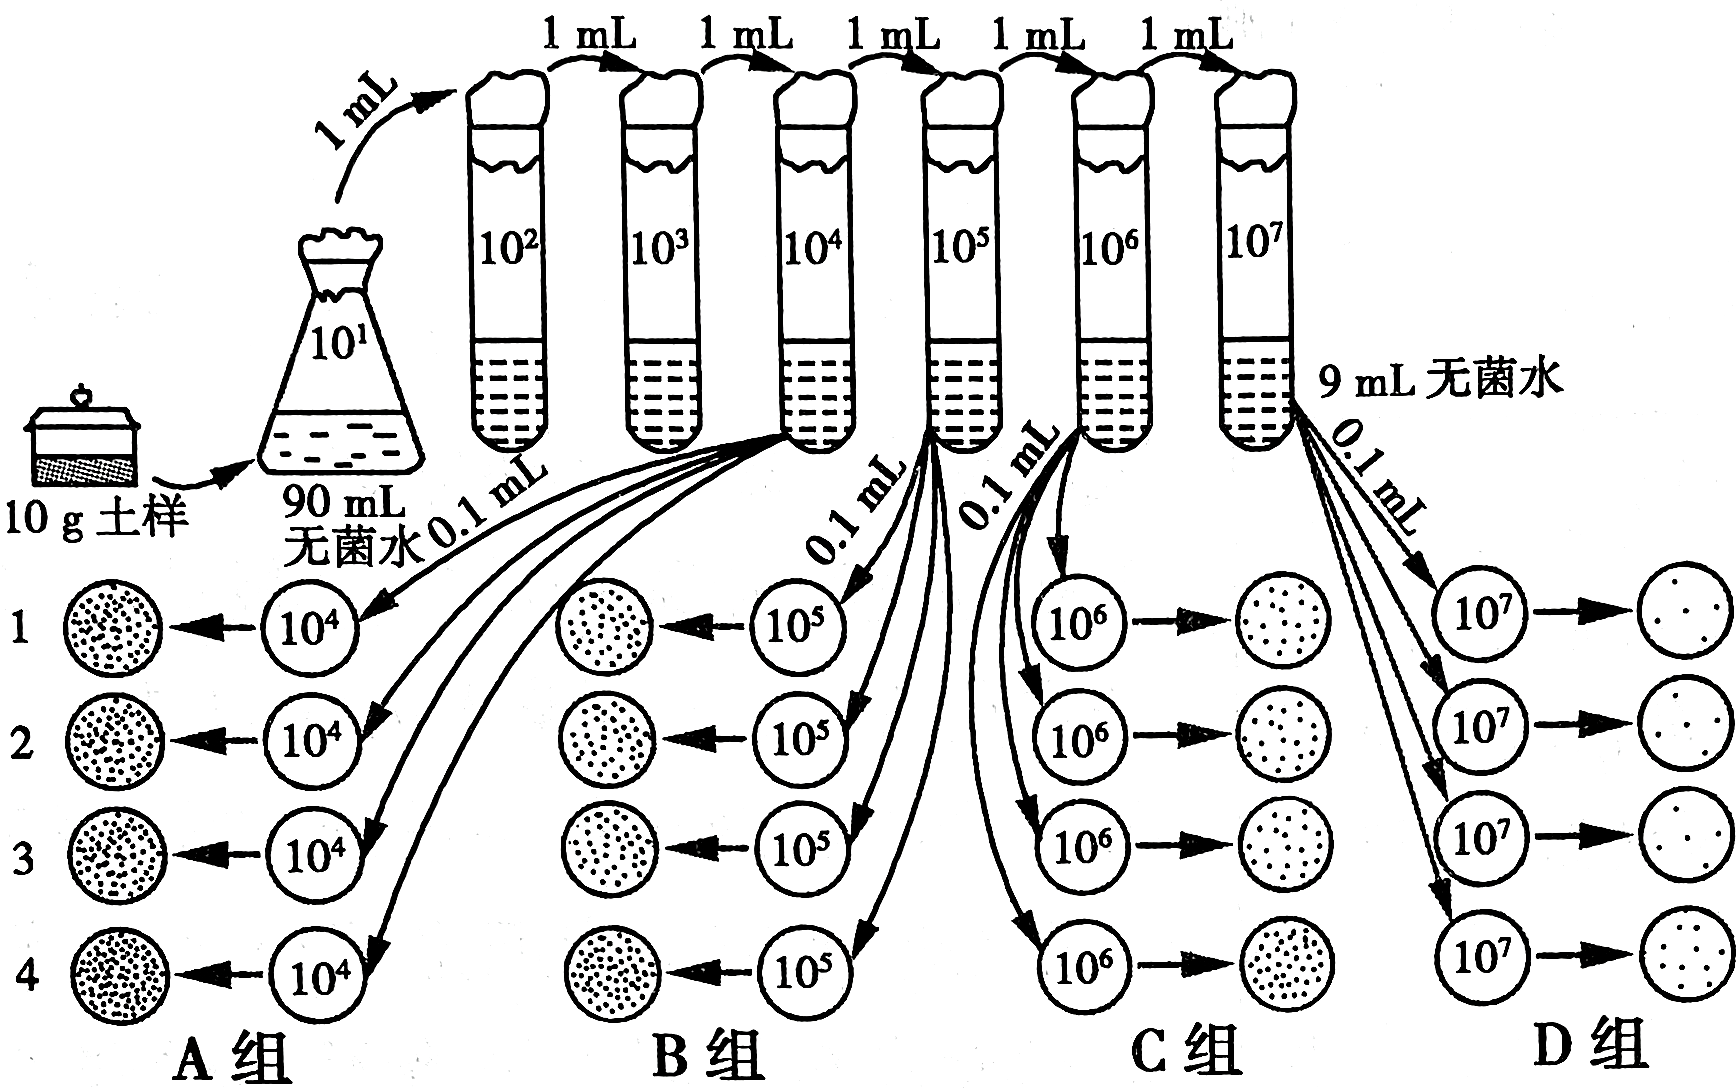 1 mL 1 mL 1 mL 1 mL 1 mL
1 mL
10² 10³ 10⁴ 10⁵ 10⁶ 10⁷
10¹
9 mL 无菌水
10 g 土样
90 mL
无菌水
0.1 mL 0.1 mL 0.1 mL 0.1 mL
1 10⁴ 10⁵ 10⁶ 10⁷
2 10⁴ 10⁵ 10⁶ 10⁷
3 10⁴ 10⁵ 10⁶ 10⁷
4 10⁴ 10⁵ 10⁶ 10⁷
A 组 B 组 C 组 D 组